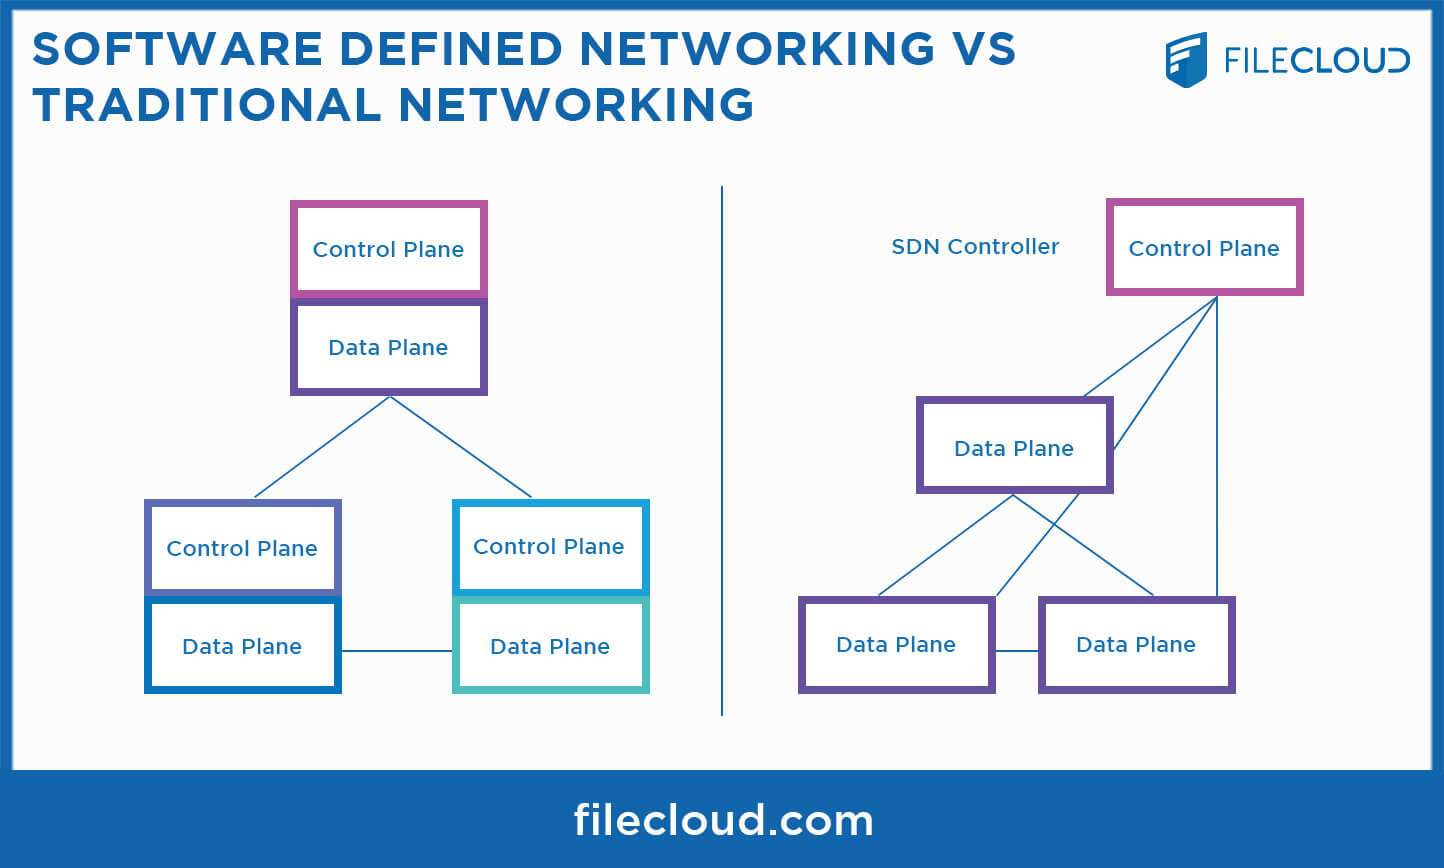 SOFTWARE DEFINED NETWORKING VS
TRADITIONAL NETWORKING
FILECLOUD
Control Plane
Data Plane
Control Plane
Data Plane
Control Plane
Data Plane
SDN Controller
Control Plane
Data Plane
Data Plane
Data Plane
filecloud.com